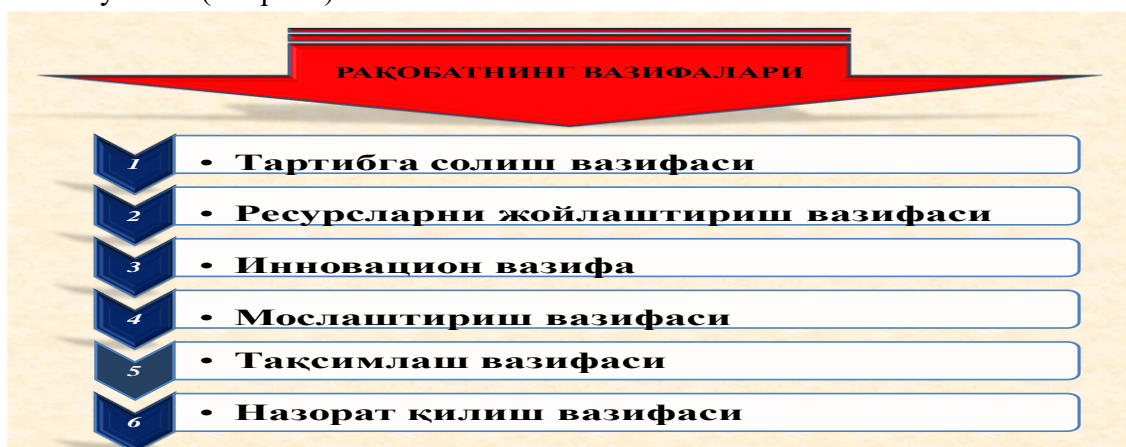 РАҚОБАТНИНГ ВАЗИФАЛАРИ
1 • Тартибга солиш вазифаси
2 • Ресурсларни жойлаштириш вазифаси
3 • Инновацион вазифа
4 • Мослаштириш вазифаси
5 • Тақсимлаш вазифаси
6 • Назорат қилиш вазифаси